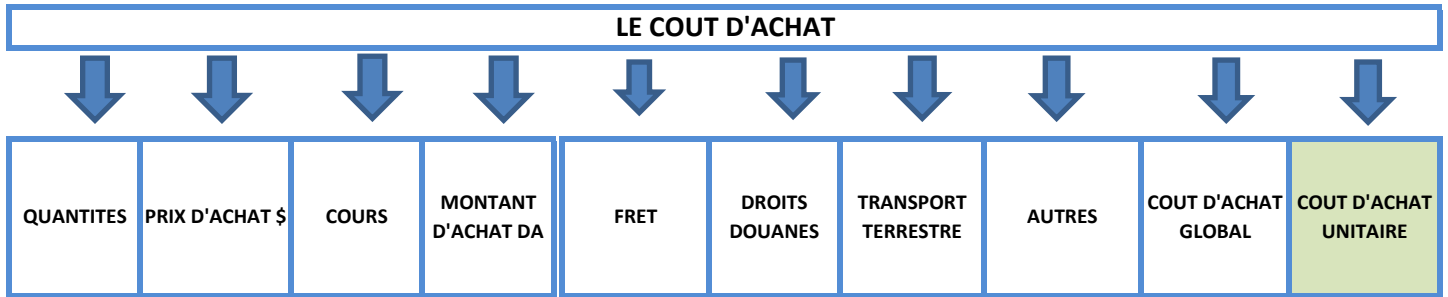 LE COUT D'ACHAT
QUANTITES
PRIX D'ACHAT $
COURS
MONTANT
D'ACHAT DA
FRET
DROITS
DOUANES
TRANSPORT
TERRESTRE
AUTRES
COUT D'ACHAT
GLOBAL
COUT D'ACHAT
UNITAIRE